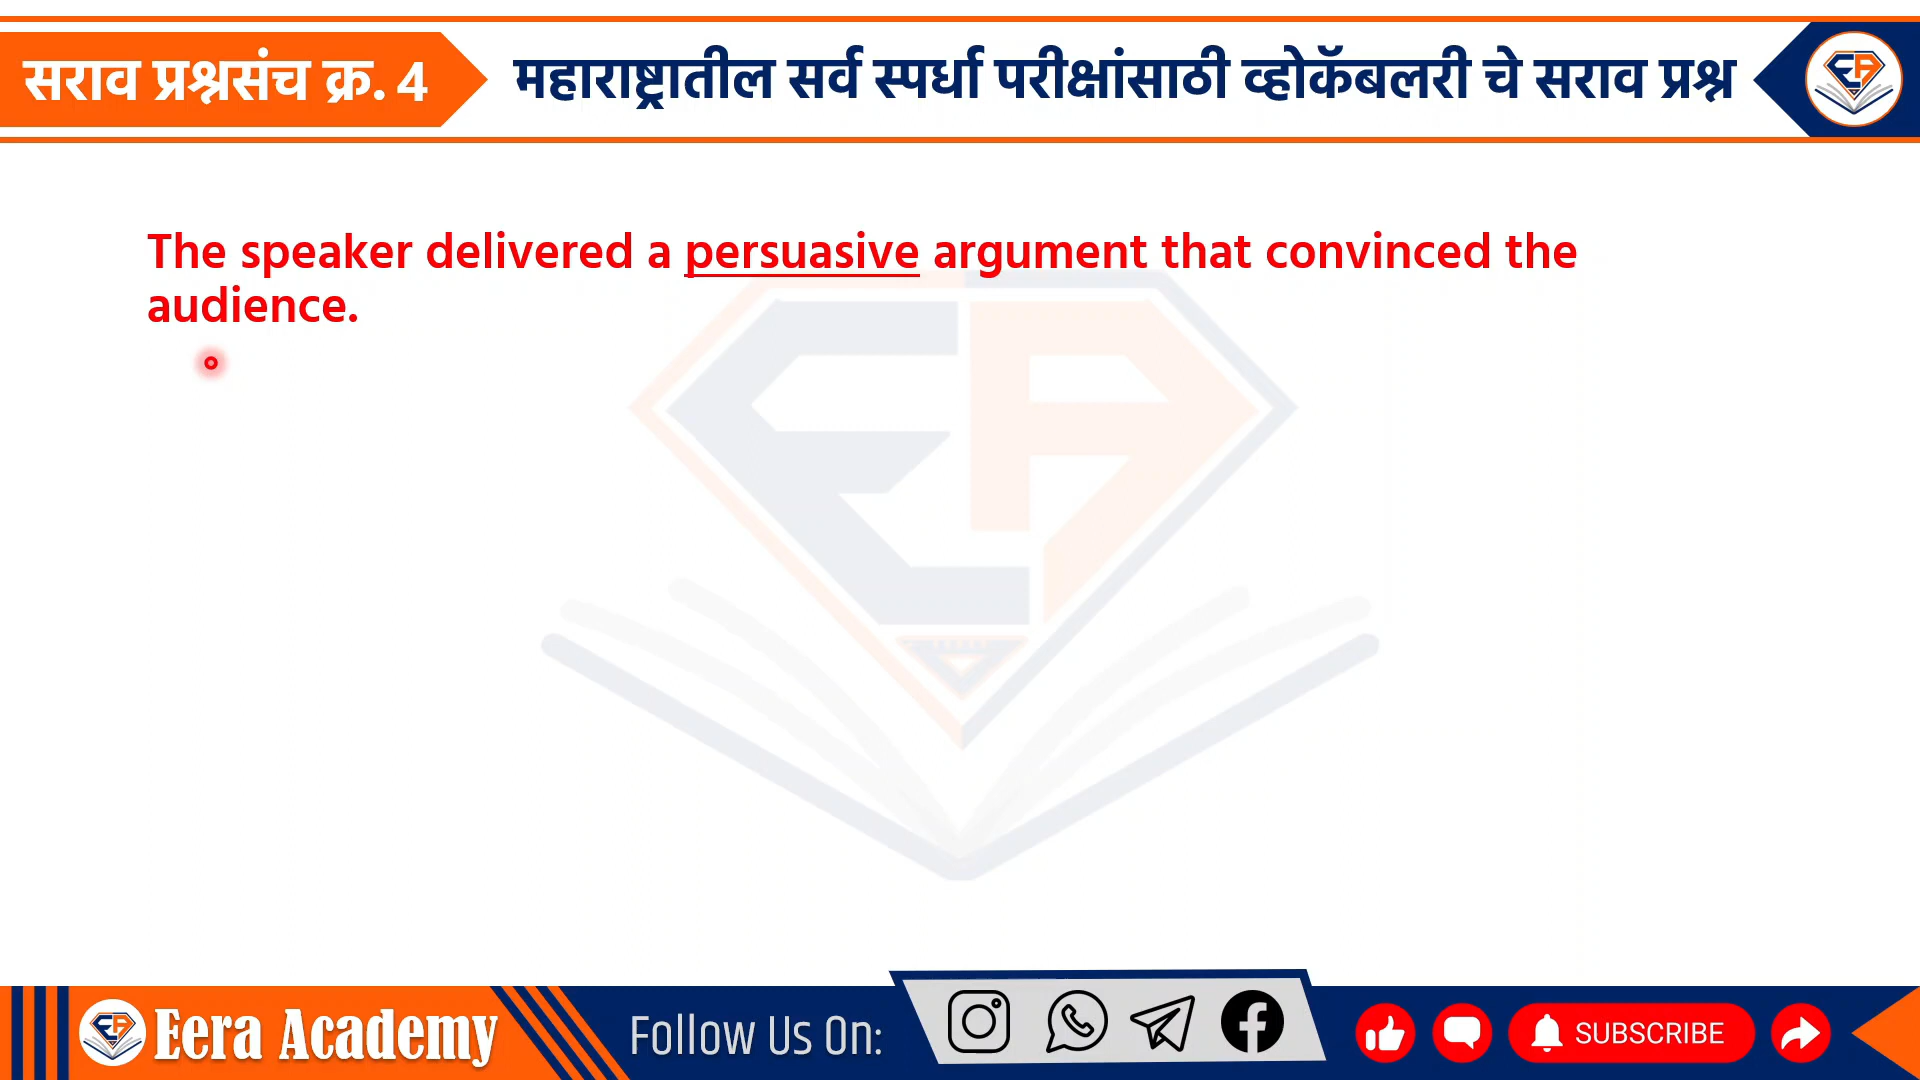 सराव प्रश्नसंच क्र. 4
महाराष्ट्रातील सर्व स्पर्धा परीक्षांसाठी व्होकॅबलरी चे सराव प्रश्न
The speaker delivered a persuasive argument that convinced the
audience.
Eera Academy
Follow Us On:
SUBSCRIBE